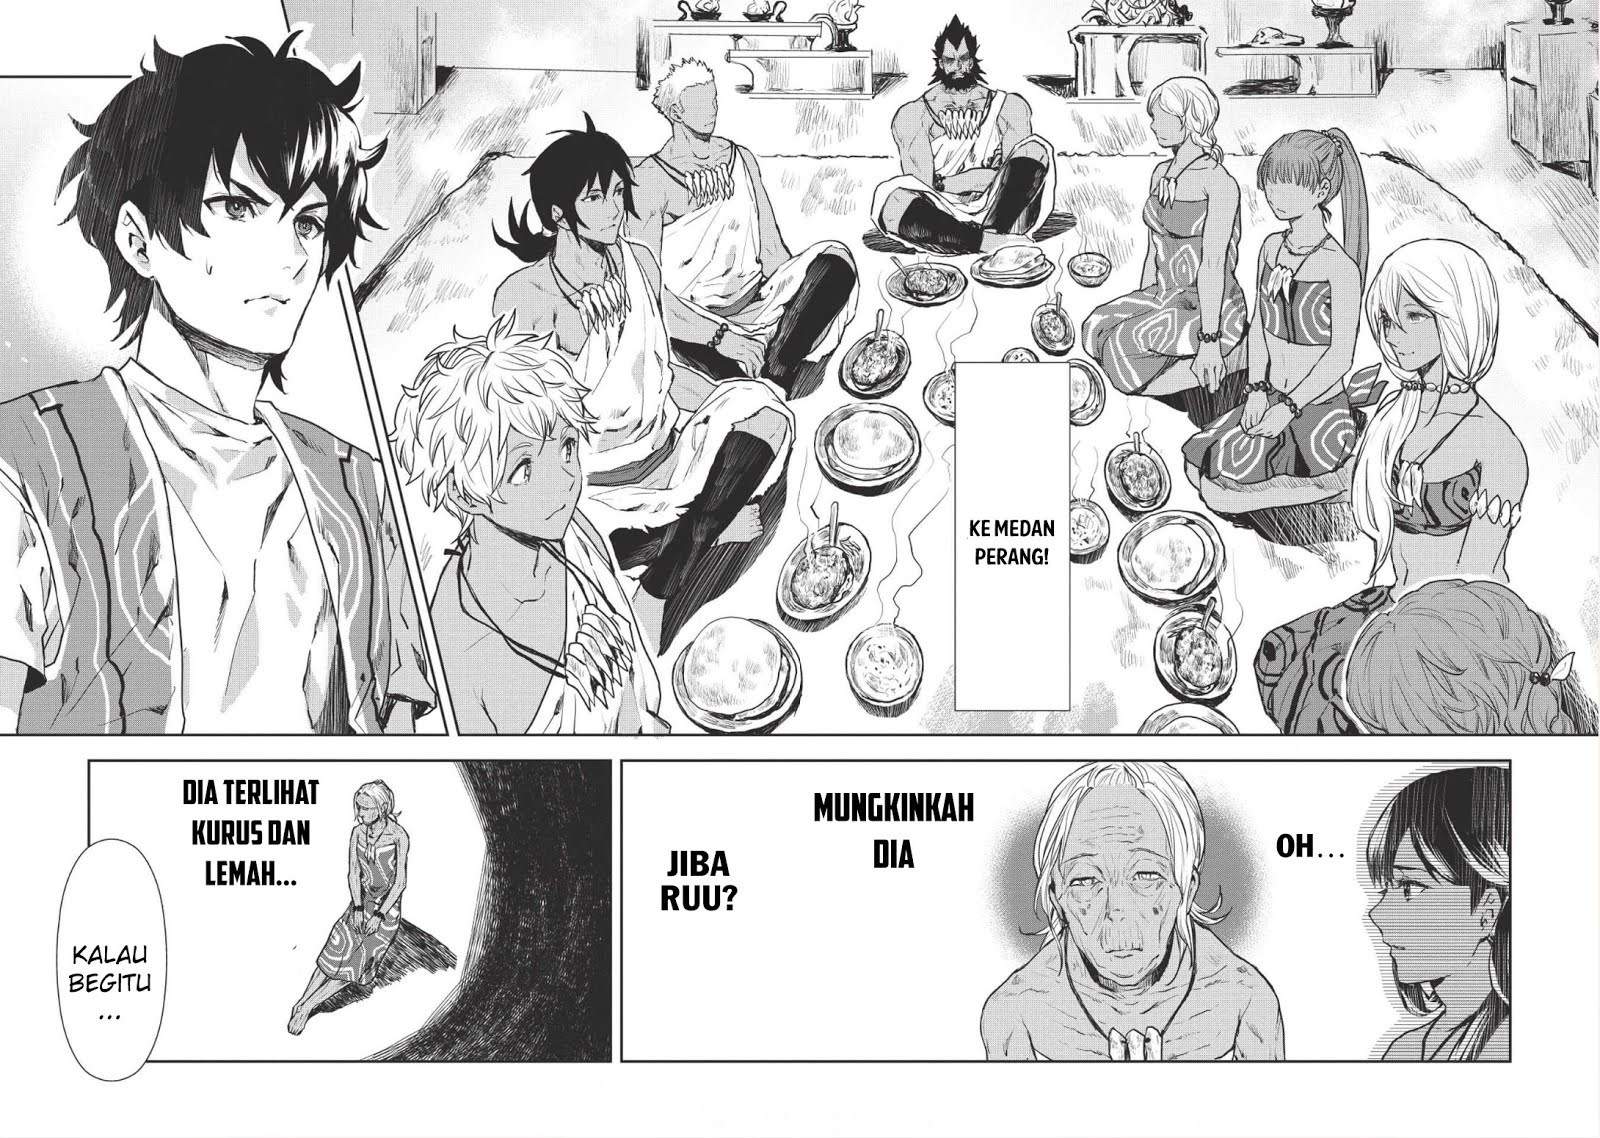 KE MEDAN
PERANG!
OH...
MUNGKINKAH
DIA
JIBA
RUU?
DIA TERLIHAT
KURUS DAN
LEMAH...
KALAU
BEGITU
...